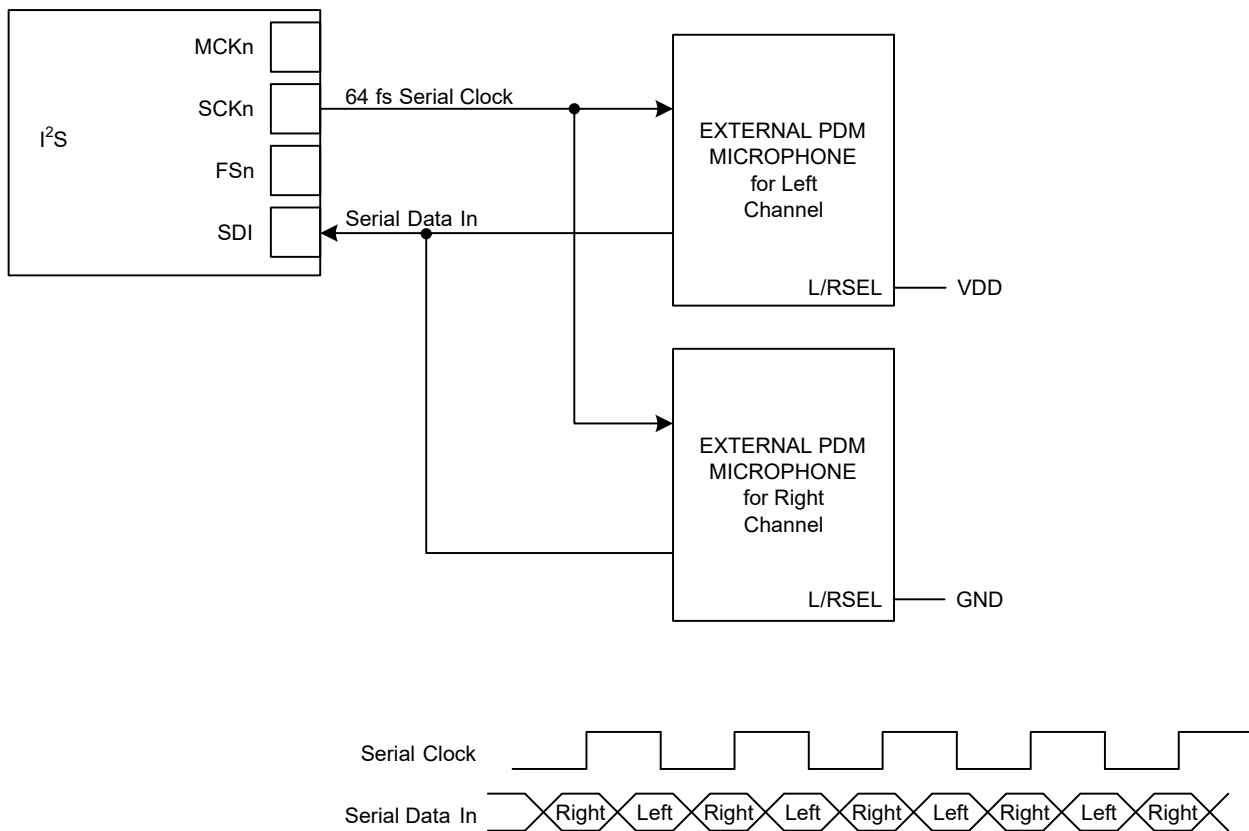 MCKn
SCKn
I²S
FSn
SDI
64 fs Serial Clock
Serial Data In
EXTERNAL PDM
MICROPHONE
for Left
Channel
L/RSEL
VDD
EXTERNAL PDM
MICROPHONE
for Right
Channel
L/RSEL
GND
Serial Clock
Serial Data In
Right Left Right Left Right Left Right Left Right